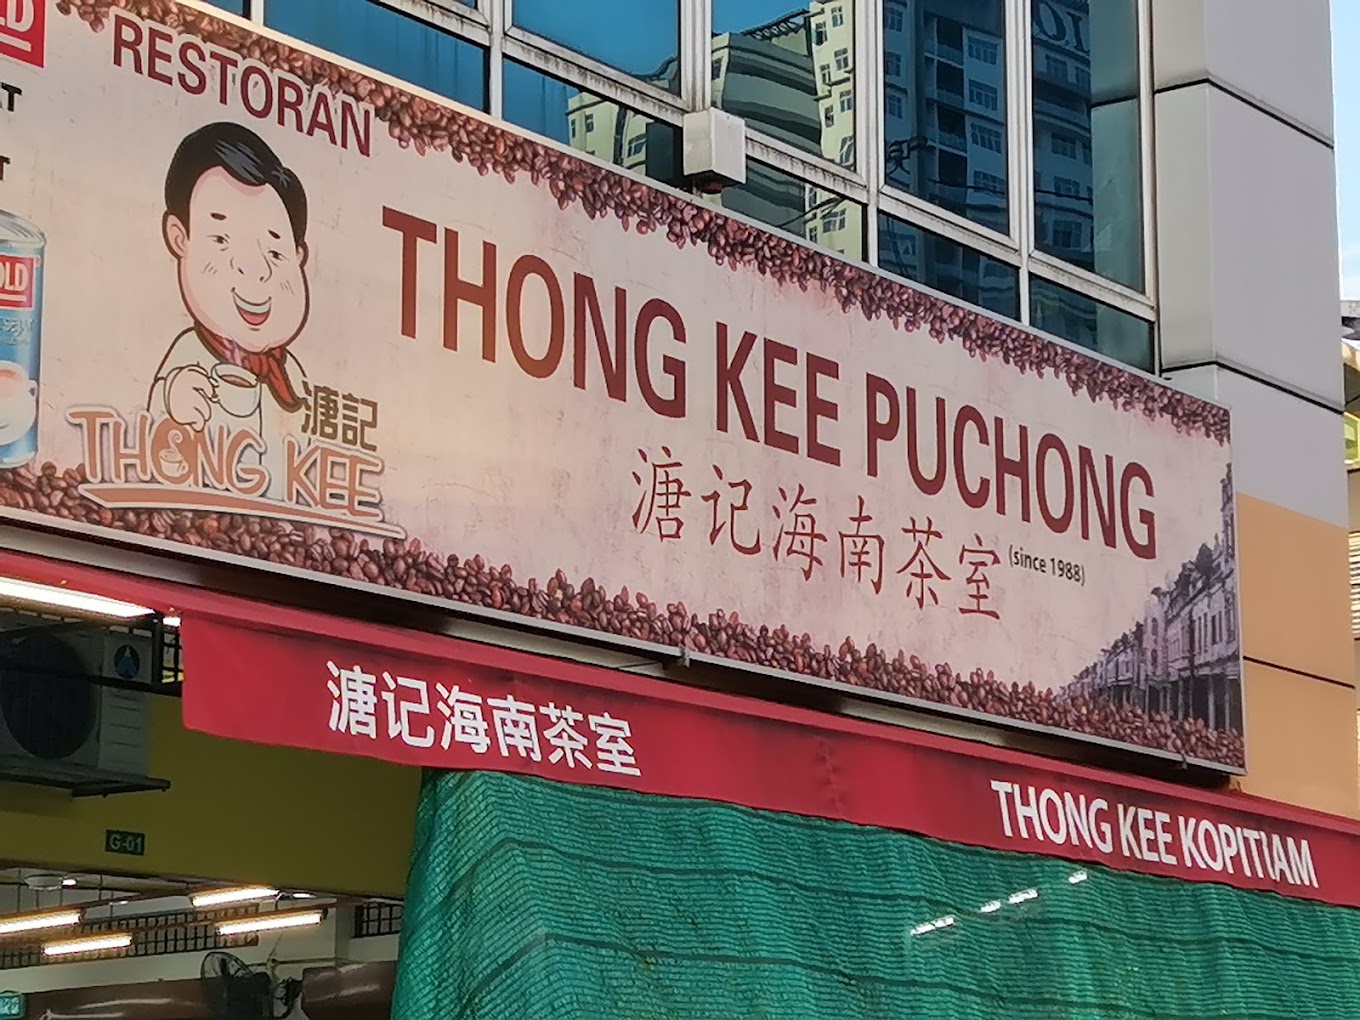 RESTORAN
THONG KEE PUCHONG
溏记海南茶室
(since 1988)
溏記
THONG KEE
OLD
溏记海南茶室
THONG KEE KOPITIAM
G-01